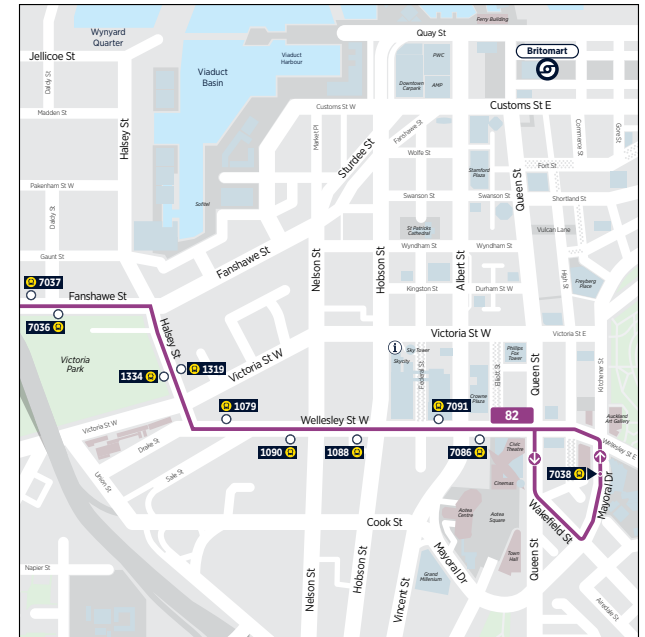 Ferry Building
Wynyard
Quarter
Quay St
Britomart
Jellicoe St
Viaduct
Harbour
PWC
Viaduct
Basin
Daldy St
Downtown
Carpark
AMP
Madden St
Customs St W
Customs St E
Halsey St
Market Pl
Sturdee St
Fanshawe St
Commerce St
Gore St
Wolfe St
Fort St
Pakenham St W
Stamford
Plaza
Queen St
Swanson St
Swanson St
Shortland St
Sofitel
Daldy St
St Patricks
Cathedral
Vulcan Lane
Gaunt St
Nelson St
Hobson St
Wyndham St
Albert St
Wyndham St
Fanshawe St
High St
Freyberg
Place
7037
Kingston St
Durham St W
Fanshawe St
7036
Halsey St
Victoria St W
Victoria St E
Victoria
Park
Victoria St W
Sky Tower
Skycity
Federal St
Elliott St
Phillips
Fox
Tower
Queen St
Kitchener St
1334
1319
Crowne
Plaza
1079
7091
82
Auckland
Art Gallery
Wellesley St W
Victoria St W
Drake St
1090
1088
7086
Civic
Theatre
Wellesley St E
Union St
Sale St
Cinemas
7038
Mayoral Dr
Cook St
Aotea
Centre
Aotea
Square
Wakefield St
Mayoral Dr
Town
Hall
Queen St
Napier St
Nelson St
Hobson St
Vincent St
Grand
Millenium
Airedale St